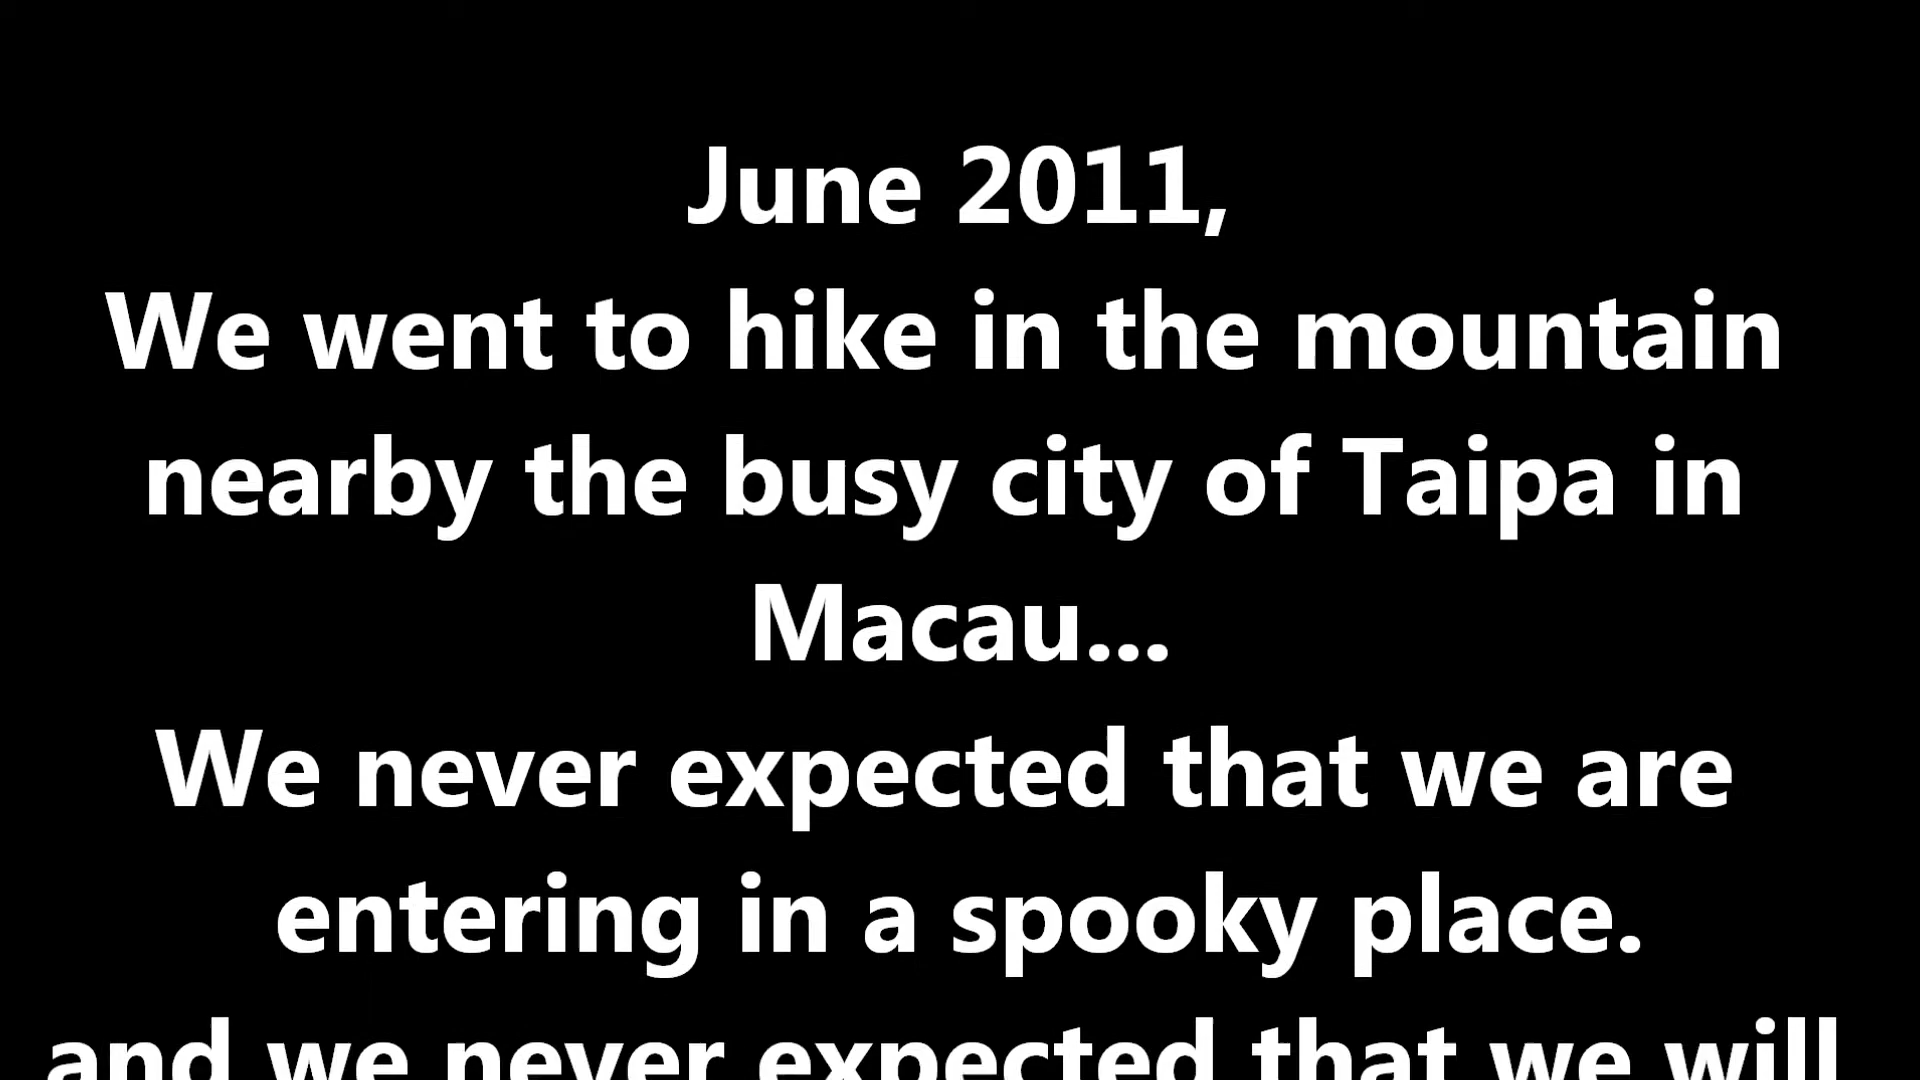 June 2011,
We went to hike in the mountain
nearby the busy city of Taipa in
Macau...
We never expected that we are
entering in a spooky place.
and we never expected that we will